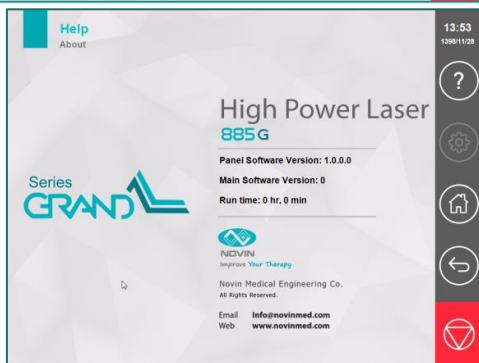 Help
About
13:53
1398/11/28
?
High Power Laser
885G
Panel Software Version: 1.0.0.0
Main Software Version: 0
Run time: 0 hr, 0 min
Series
GRAND
NOVIN
Improve Your Therapy
Novin Medical Engineering Co.
All Rights Reserved.
Email Info@novinmed.com
Web www.novinmed.com